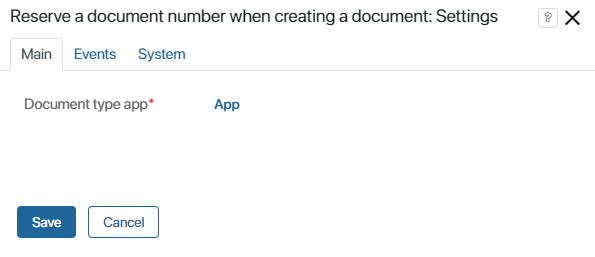 Reserve a document number when creating a document: Settings ?
Main Events System
Document type app* App
Save Cancel